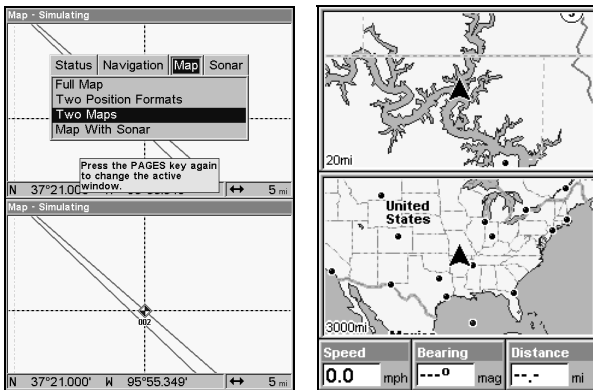 Map - Simulating
Status Navigation Map Sonar
Full Map
Two Position Formats
Two Maps
Map With Sonar
Press the PAGES key again
to change the active
window.
N 37°21.000' ↔ 5 mi
Map - Simulating
002
N 37°21.000' W 95°55.349' ↔ 5 mi
20mi
United
States
3000mi
Speed Bearing Distance
0.0 mph ---° mag --.- mi